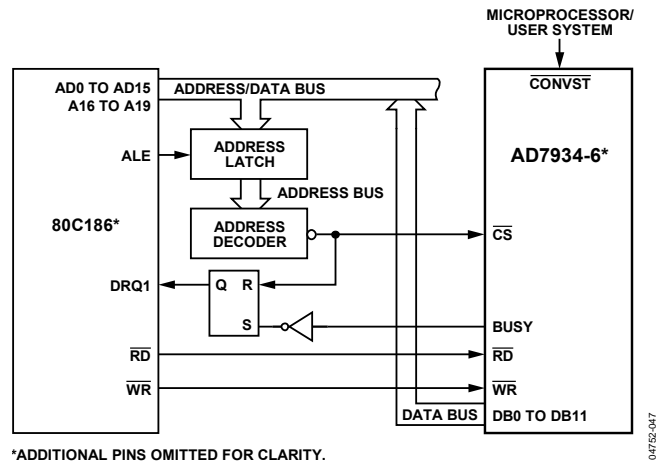 MICROPROCESSOR/
USER SYSTEM
AD0 TO AD15
A16 TO A19
ADDRESS/DATA BUS
CONVST
ALE
ADDRESS
LATCH
AD7934-6*
ADDRESS BUS
80C186*
ADDRESS
DECODER
CS
DRQ1
Q R
S
BUSY
RD
RD
WR
WR
DATA BUS
DB0 TO DB11
*ADDITIONAL PINS OMITTED FOR CLARITY.
04752-047